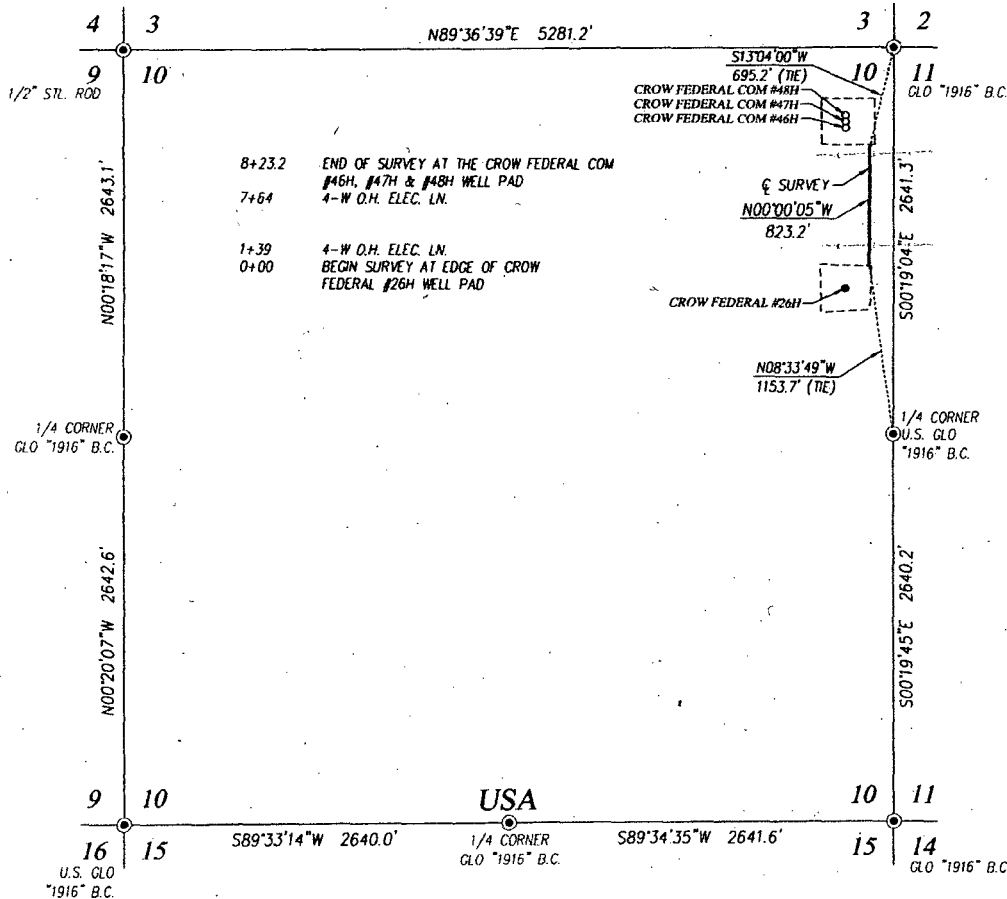 4 3
N89°36'39"E 5281.2'
3 2
9 10
1/2" STL. ROD
S13°04'00"W
695.2' (TIE)
10 11
GLO "1916" B.C.
CROW FEDERAL COM #48H
CROW FEDERAL COM #47H
CROW FEDERAL COM #46H
8+23.2 END OF SURVEY AT THE CROW FEDERAL COM
#46H, #47H & #48H WELL PAD
7+64 4-W O.H. ELEC. LN.
1+39 4-W O.H. ELEC. LN.
0+00 BEGIN SURVEY AT EDGE OF CROW
FEDERAL #26H WELL PAD
N00°18'17"W 2643.1'
℄ SURVEY
N00°00'05"W
823.2'
S00°19'04"E 2641.3'
CROW FEDERAL #26H
N08°33'49"W
1153.7' (TIE)
1/4 CORNER
GLO "1916" B.C.
1/4 CORNER
U.S. GLO
"1916" B.C.
N00°20'07"W 2642.6'
S00°19'45"E 2640.2'
9 10
USA
10 11
S89°33'14"W 2640.0'
1/4 CORNER
GLO "1916" B.C.
S89°34'35"W 2641.6'
16 15
U.S. GLO
"1916" B.C.
15 14
GLO "1916" B.C